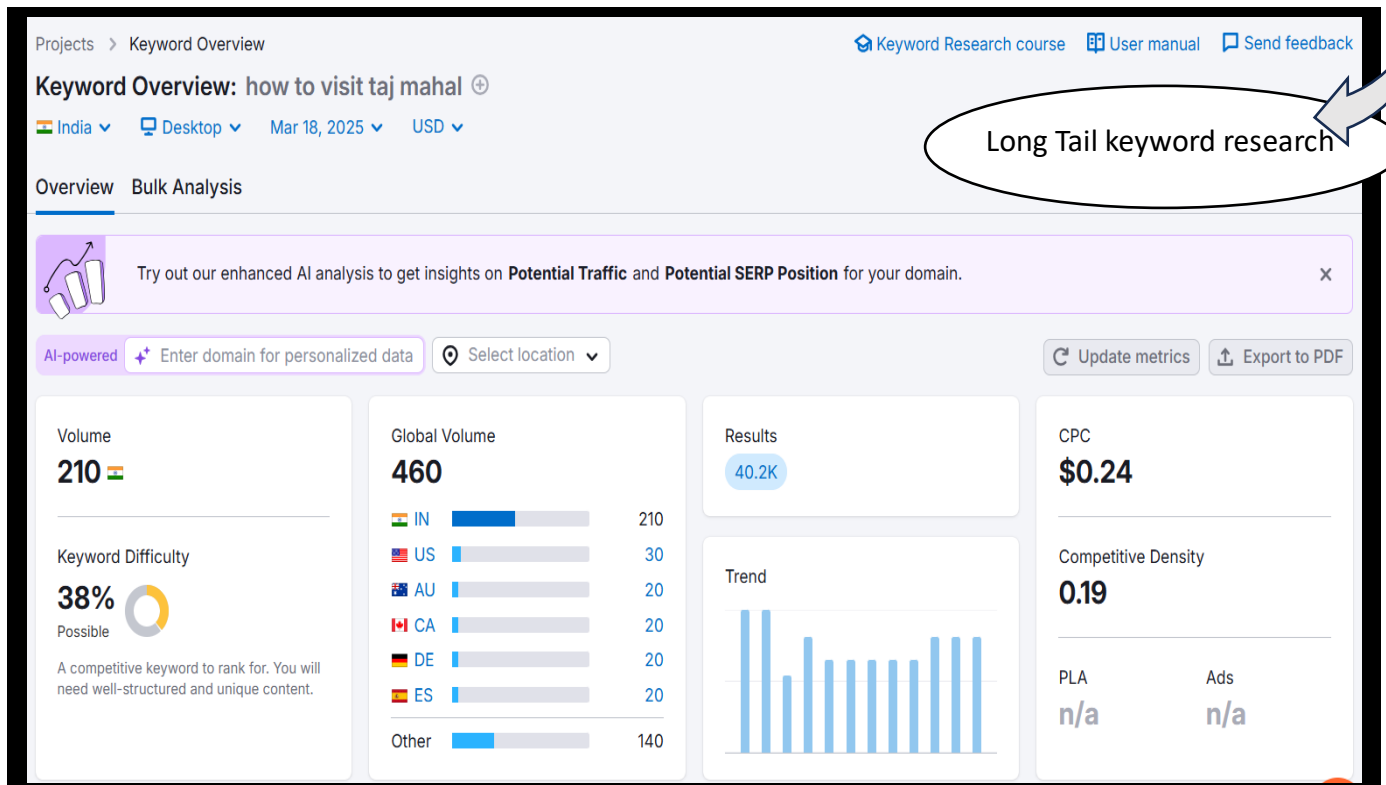 Projects > Keyword Overview
Keyword Research course User manual Send feedback
Keyword Overview: how to visit taj mahal
India Desktop Mar 18, 2025 USD
Long Tail keyword research
Overview Bulk Analysis
Try out our enhanced AI analysis to get insights on Potential Traffic and Potential SERP Position for your domain.
AI-powered Enter domain for personalized data Select location
Update metrics Export to PDF
Volume
210
Keyword Difficulty
38%
Possible
A competitive keyword to rank for. You will
need well-structured and unique content.
Global Volume
460
IN 210
US 30
AU 20
CA 20
DE 20
ES 20
Other 140
Results
40.2K
Trend
CPC
$0.24
Competitive Density
0.19
PLA Ads
n/a n/a